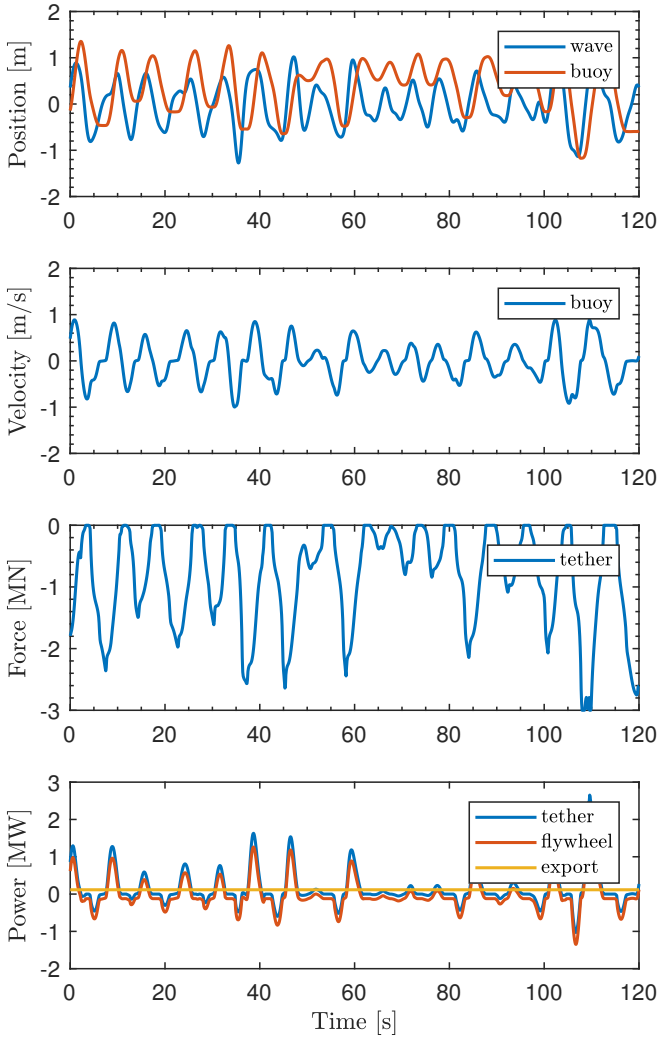 2
1
0
-1
-2
Position [m]
wave
buoy
0 20 40 60 80 100 120
2
1
0
-1
-2
Velocity [m/s]
buoy
0 20 40 60 80 100 120
0
-1
-2
-3
Force [MN]
tether
0 20 40 60 80 100 120
3
2
1
0
-1
-2
Power [MW]
tether
flywheel
export
0 20 40 60 80 100 120
Time [s]